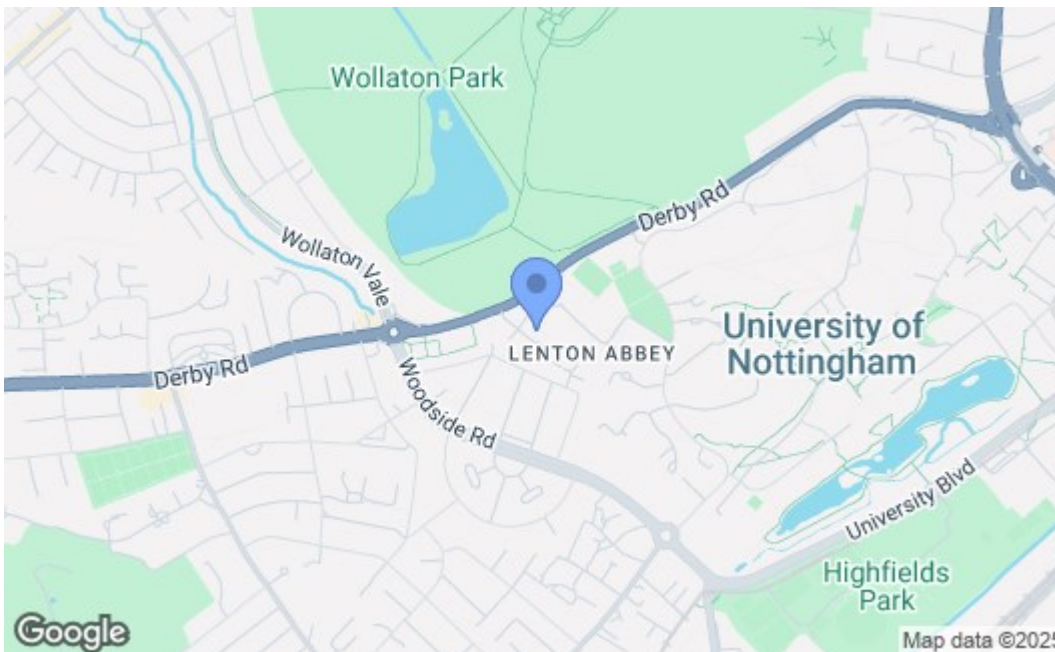 Wollaton Park
Derby Rd
Wollaton Vale
University of
Nottingham
LENTON ABBEY
Derby Rd
Woodside Rd
University Blvd
Highfields
Park
Google
Map data ©2025